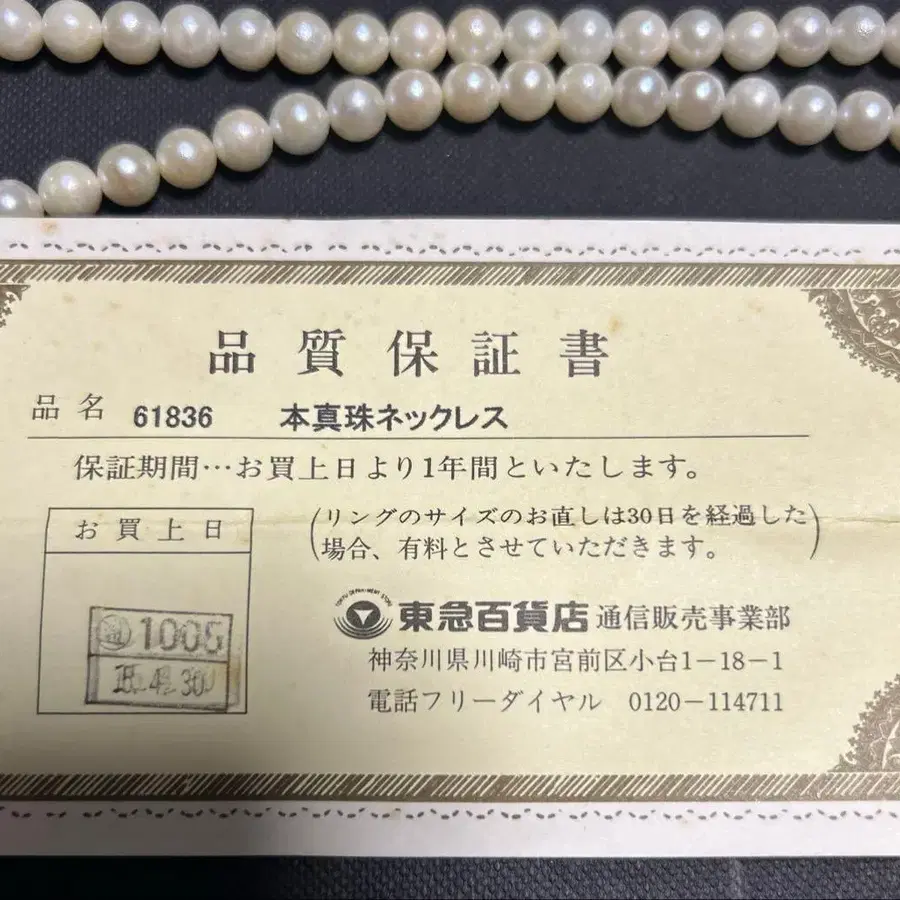 品質保証書
品名 61836 本真珠ネックレス
保証期間…お買上日より1年間といたします。
(リングのサイズのお直しは30日を経過した
場合、有料とさせていただきます。)
お買上日
1005
4.30
TOKYU DEPARTMENT STORE
東急百貨店 通信販売事業部
神奈川県川崎市宮前区小台1-18-1
電話フリーダイヤル 0120-114711